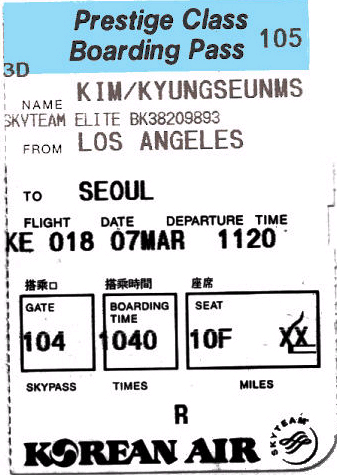 Prestige Class
Boarding Pass 105
3D
NAME KIM/KYUNGSEUNMS
SKYTEAM ELITE BK38209893
FROM LOS ANGELES
TO SEOUL
FLIGHT DATE DEPARTURE TIME
KE 018 07MAR 1120
搭乗口 搭乗時間 座席
GATE BOARDING TIME SEAT
104 1040 10F XX
SKYPASS TIMES MILES
R
KOREAN AIR SKYTEAM